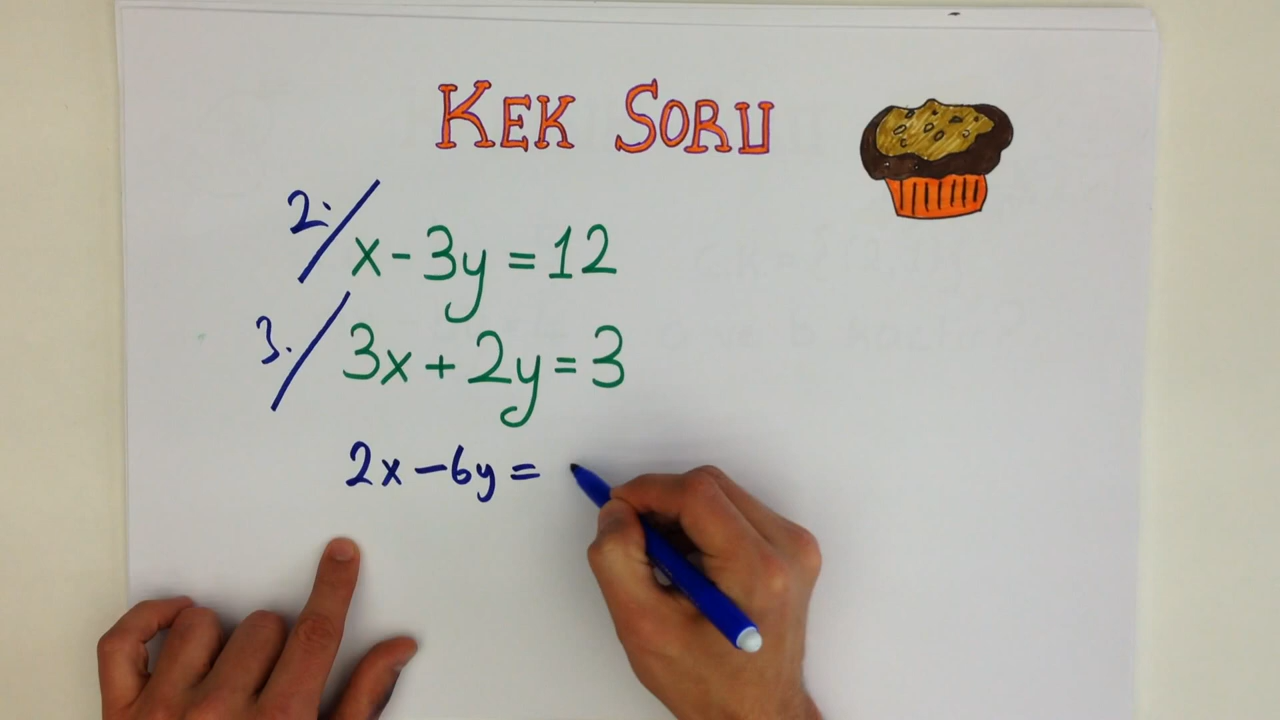 KEK SORU
2·/ x - 3y = 12
3·/ 3x + 2y = 3
2x - 6y =